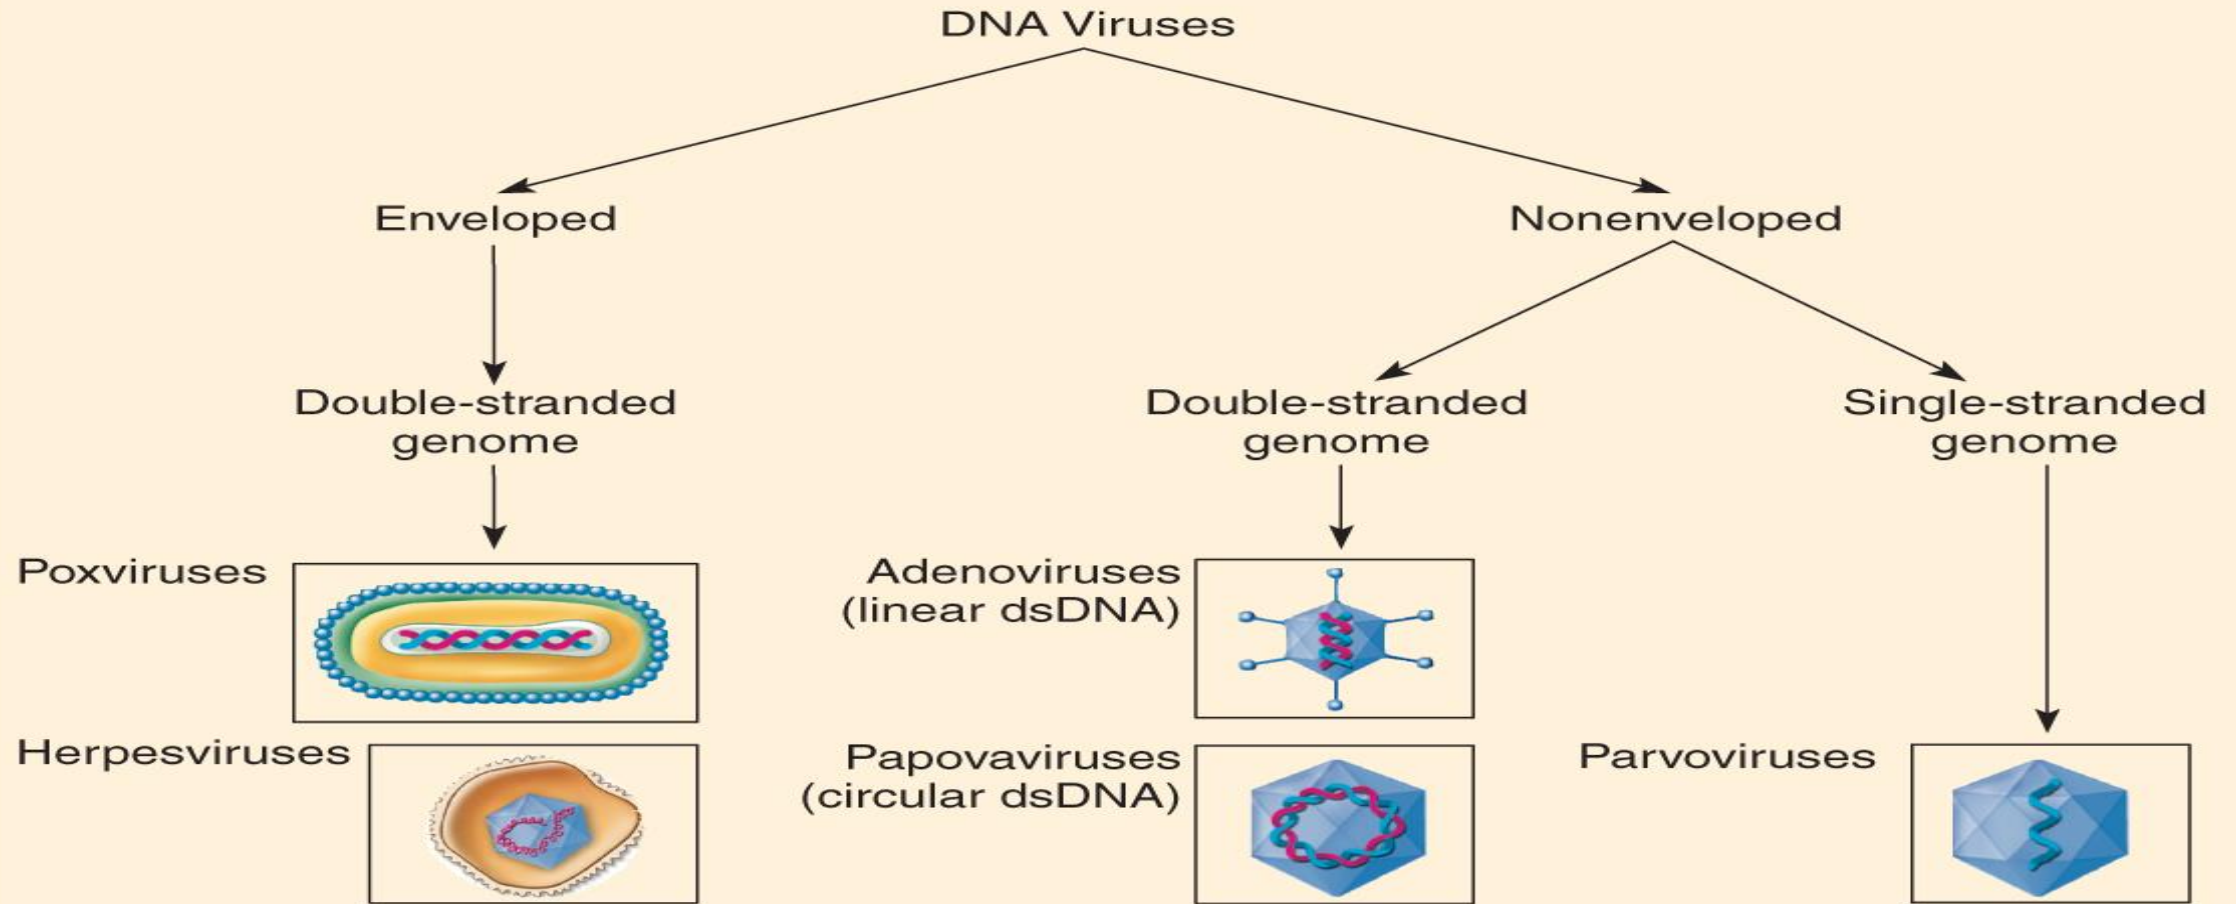 DNA Viruses
Enveloped
Nonenveloped
Double-stranded
genome
Double-stranded
genome
Single-stranded
genome
Poxviruses
Adenoviruses
(linear dsDNA)
Herpesviruses
Papovaviruses
(circular dsDNA)
Parvoviruses